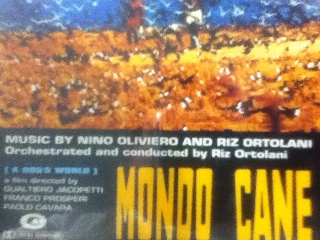 MUSIC BY NINO OLIVIERO AND RIZ ORTOLANI
Orchestrated and conducted by Riz Ortolani
[ A DOG'S WORLD ]
a film directed by
GUALTIERO JACOPETTI
FRANCO PROSPERI
PAOLO CAVARA
MONDO CANE